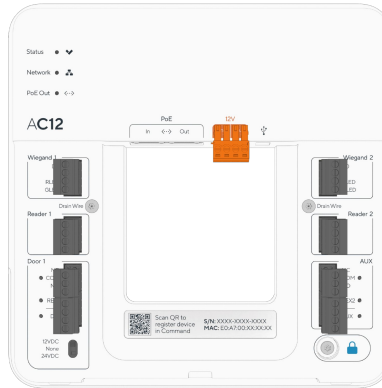 Status
Network
PoE Out
AC12
PoE
In
Out
12V
Wiegand 1
Wiegand 2
Drain Wire
Drain Wire
Reader 1
Reader 2
Door 1
AUX
12VDC
None
24VDC
Scan QR to
register device
in Command
S/N: XXXX-XXXX-XXXX
MAC: E0:A7:00:XX:XX:XX